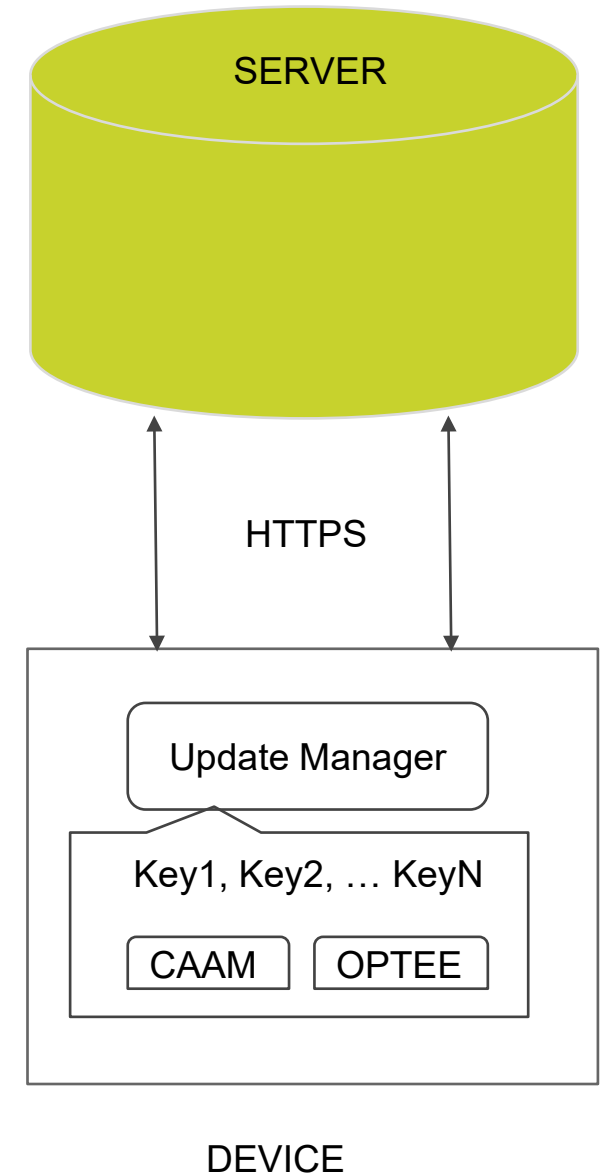 SERVER
HTTPS
Update Manager
Key1, Key2, … KeyN
CAAM OPTEE
DEVICE